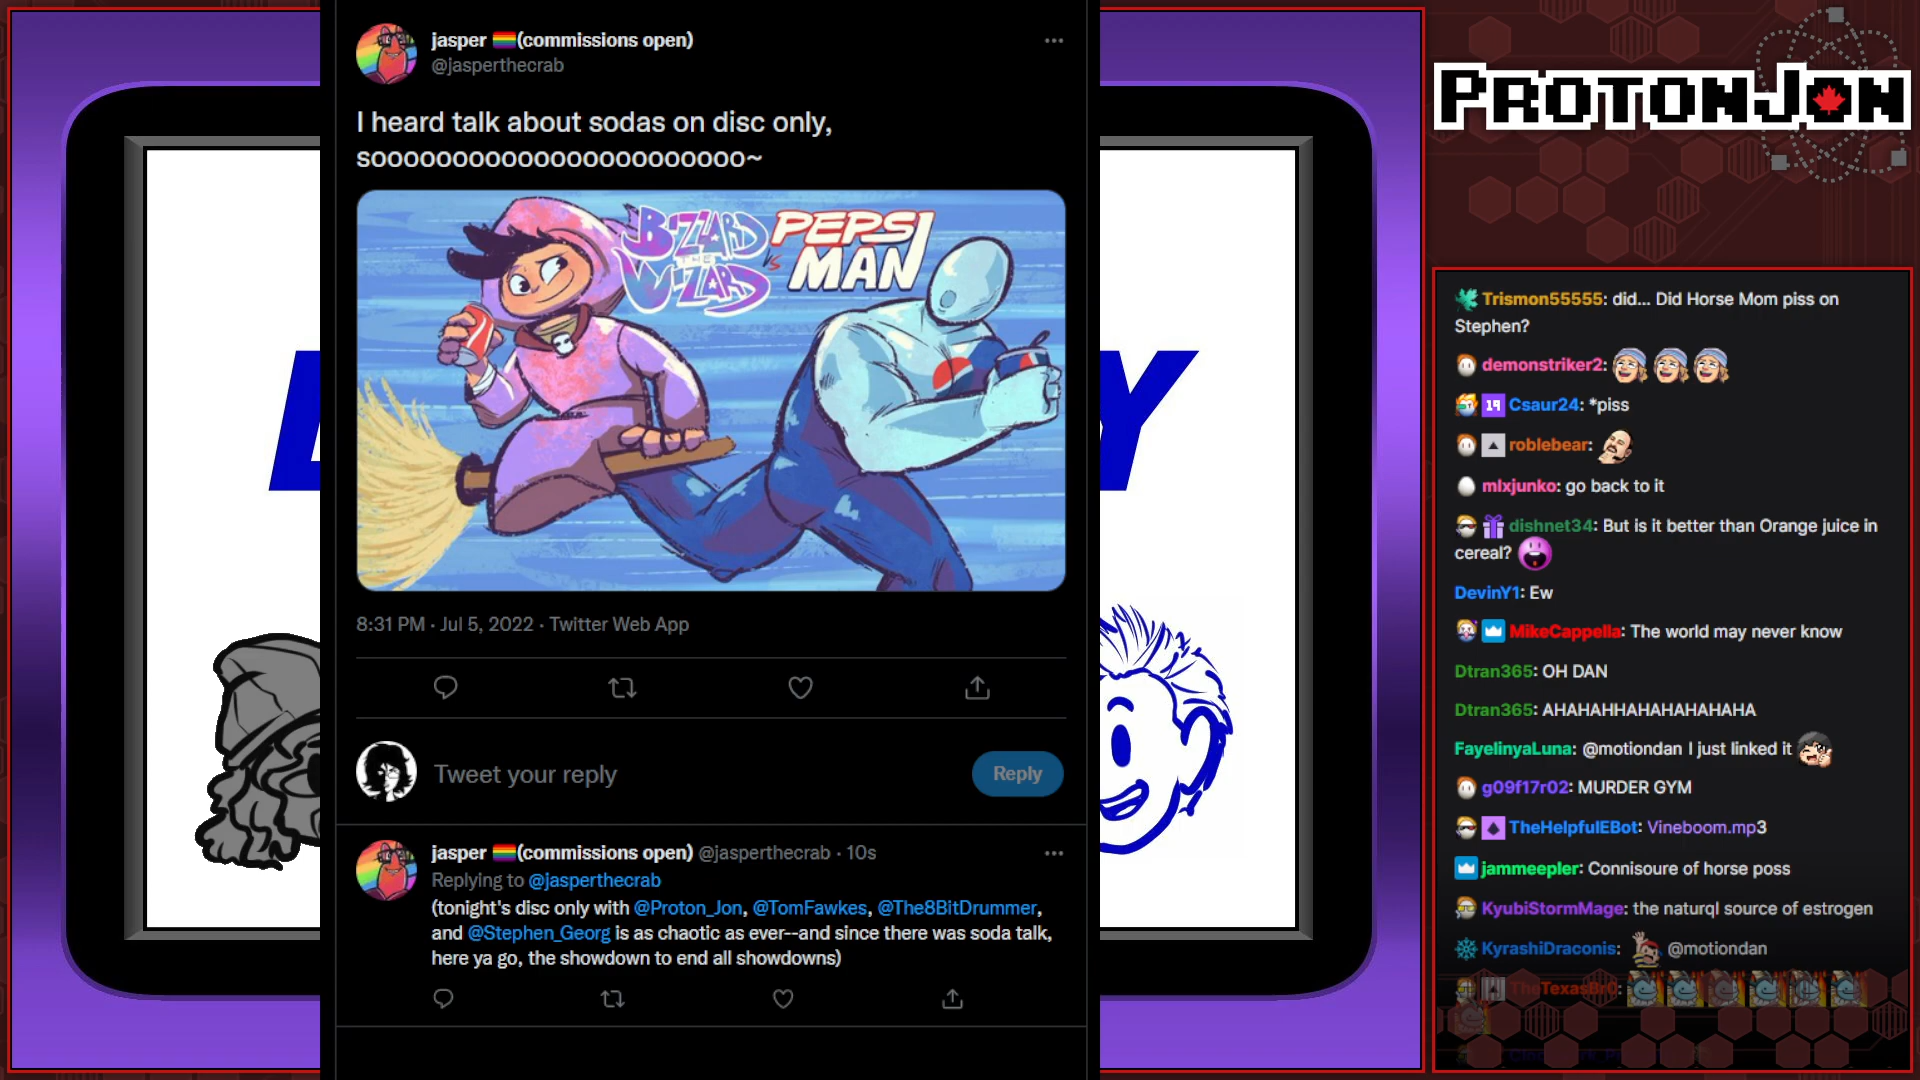 jasper (commissions open)
@jasperthecrab
I heard talk about sodas on disc only,
sooooooooooooooooooooooo~
BIZZARD THE WIZARD VS PEPSI MAN
8:31 PM · Jul 5, 2022 · Twitter Web App
Tweet your reply
Reply
jasper (commissions open) @jasperthecrab · 10s
Replying to @jasperthecrab
(tonight's disc only with @Proton_Jon, @TomFawkes, @The8BitDrummer,
and @Stephen_Georg is as chaotic as ever--and since there was soda talk,
here ya go, the showdown to end all showdowns)
Y
PROTONJON
Trismon55555: did... Did Horse Mom piss on
Stephen?
demonstriker2:
19 Csaur24: *piss
roblebear:
mlxjunko: go back to it
dishnet34: But is it better than Orange juice in
cereal?
DevinY1: Ew
MikeCappella: The world may never know
Dtran365: OH DAN
Dtran365: AHAHAHHAHAHAHAHAHA
FayelinyaLuna: @motiondan I just linked it
g09f17r02: MURDER GYM
TheHelpfulEBot: Vineboom.mp3
jammeepler: Connisoure of horse poss
KyubiStormMage: the naturql source of estrogen
KyrashiDraconis: @motiondan
TheTexasBr0: